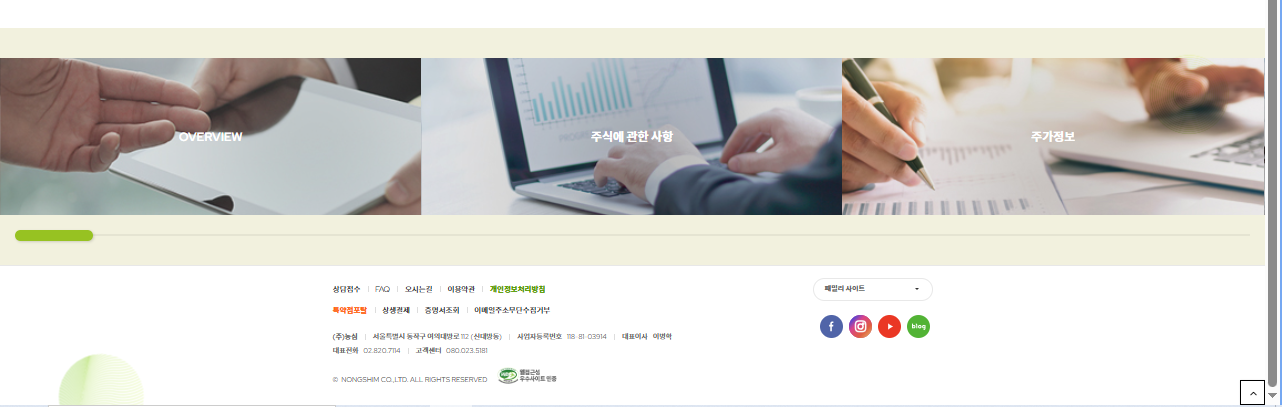 OVERVIEW
주식에 관한 사항
주가정보
상담접수 | FAQ | 오시는길 | 이용약관 | 개인정보처리방침
특약점포탈 | 상생결제 | 증명서조회 | 이메일주소무단수집거부
(주)농심 | 서울특별시 동작구 여의대방로 112 (신대방동) | 사업자등록번호 118-81-03914 | 대표이사 이병학
대표전화 02.820.7114 | 고객센터 080.023.5181
© NONGSHIM CO.,LTD. ALL RIGHTS RESERVED
웹접근성
우수사이트 인증
패밀리 사이트
blog